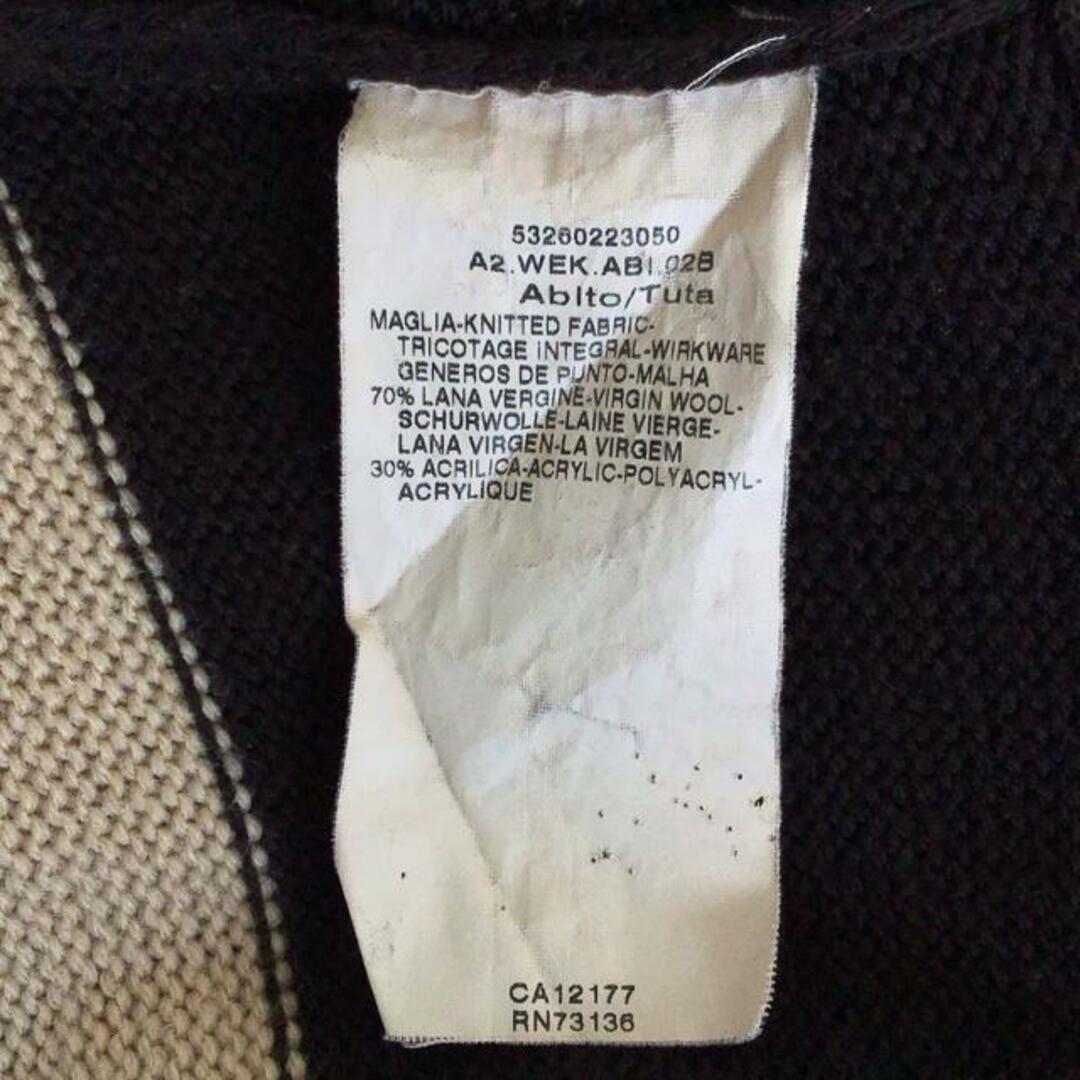 53260223050
A2.WEK.ABI.02B
Abito/Tuta
MAGLIA-KNITTED FABRIC-
TRICOTAGE INTEGRAL-WIRKWARE
GENEROS DE PUNTO-MALHA
70% LANA VERGINE-VIRGIN WOOL-
SCHURWOLLE-LAINE VIERGE-
LANA VIRGEN-LA VIRGEM
30% ACRILICA-ACRYLIC-POLYACRYL-
ACRYLIQUE
CA12177
RN73136